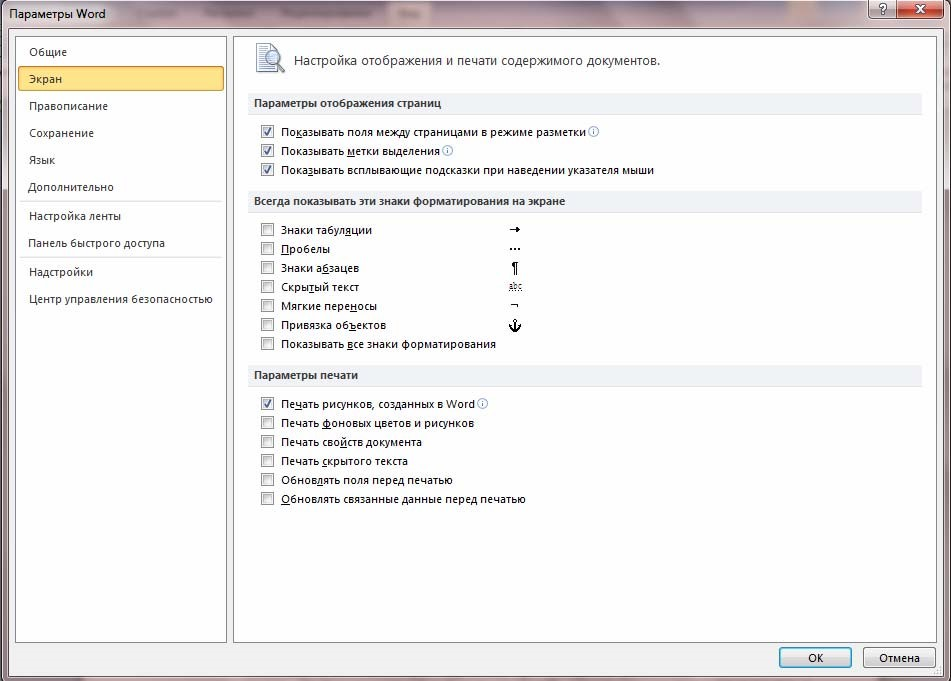 Параметры Word
Общие
Экран
Правописание
Сохранение
Язык
Дополнительно
Настройка ленты
Панель быстрого доступа
Надстройки
Центр управления безопасностью
Настройка отображения и печати содержимого документов.
Параметры отображения страниц
Показывать поля между страницами в режиме разметки
Показывать метки выделения
Показывать всплывающие подсказки при наведении указателя мыши
Всегда показывать эти знаки форматирования на экране
Знаки табуляции →
Пробелы ...
Знаки абзацев ¶
Скрытый текст abc
Мягкие переносы ¬
Привязка объектов
Показывать все знаки форматирования
Параметры печати
Печать рисунков, созданных в Word
Печать фоновых цветов и рисунков
Печать свойств документа
Печать скрытого текста
Обновлять поля перед печатью
Обновлять связанные данные перед печатью
ОК Отмена